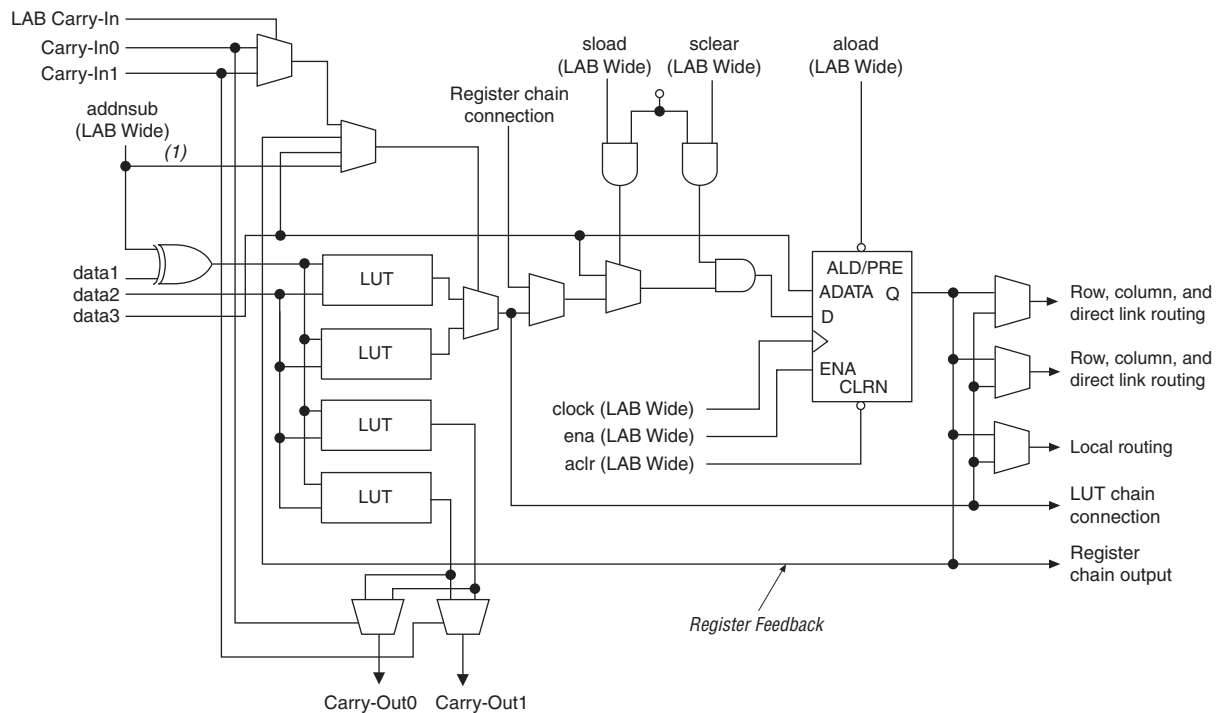 LAB Carry-In
Carry-In0
Carry-In1
addnsub
(LAB Wide)
(1)
data1
data2
data3
LUT
LUT
LUT
LUT
Register chain
connection
sload
(LAB Wide)
sclear
(LAB Wide)
aload
(LAB Wide)
ALD/PRE
ADATA
Q
D
ENA
CLRN
clock (LAB Wide)
ena (LAB Wide)
aclr (LAB Wide)
Row, column, and
direct link routing
Row, column, and
direct link routing
Local routing
LUT chain
connection
Register
chain output
Register Feedback
Carry-Out0
Carry-Out1